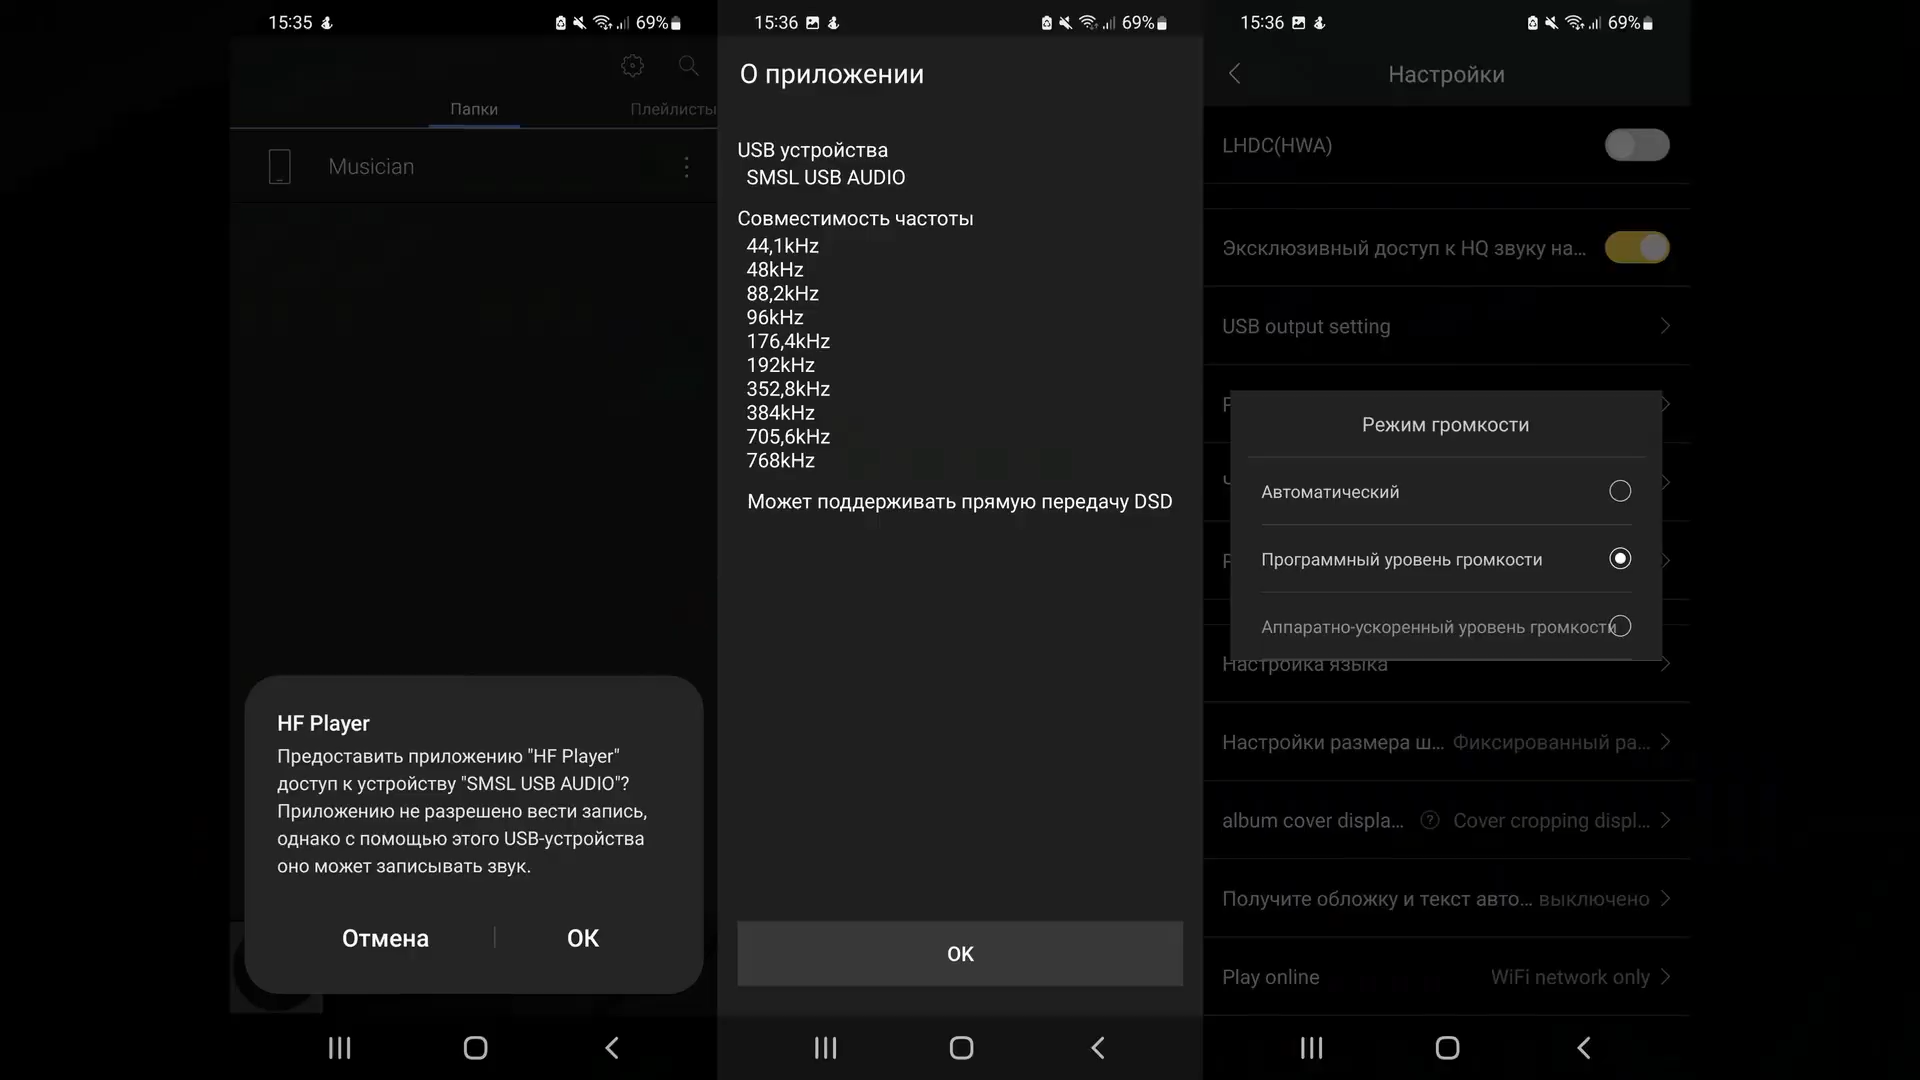 15:35
69%
Папки
Плейлисты
Musician
HF Player
Предоставить приложению "HF Player"
доступ к устройству "SMSL USB AUDIO"?
Приложению не разрешено вести запись,
однако с помощью этого USB-устройства
оно может записывать звук.
Отмена
ОК
15:36
69%
О приложении
USB устройства
SMSL USB AUDIO
Совместимость частоты
44,1kHz
48kHz
88,2kHz
96kHz
176,4kHz
192kHz
352,8kHz
384kHz
705,6kHz
768kHz
Может поддерживать прямую передачу DSD
OK
15:36
69%
Настройки
LHDC(HWA)
Эксклюзивный доступ к HQ звуку на...
USB output setting
Режим громкости
Автоматический
Программный уровень громкости
Аппаратно-ускоренный уровень громкости
Настройка языка
Настройки размера ш... Фиксированный ра...
album cover displa... ? Cover cropping displ...
Получите обложку и текст авто... выключено
Play online WiFi network only